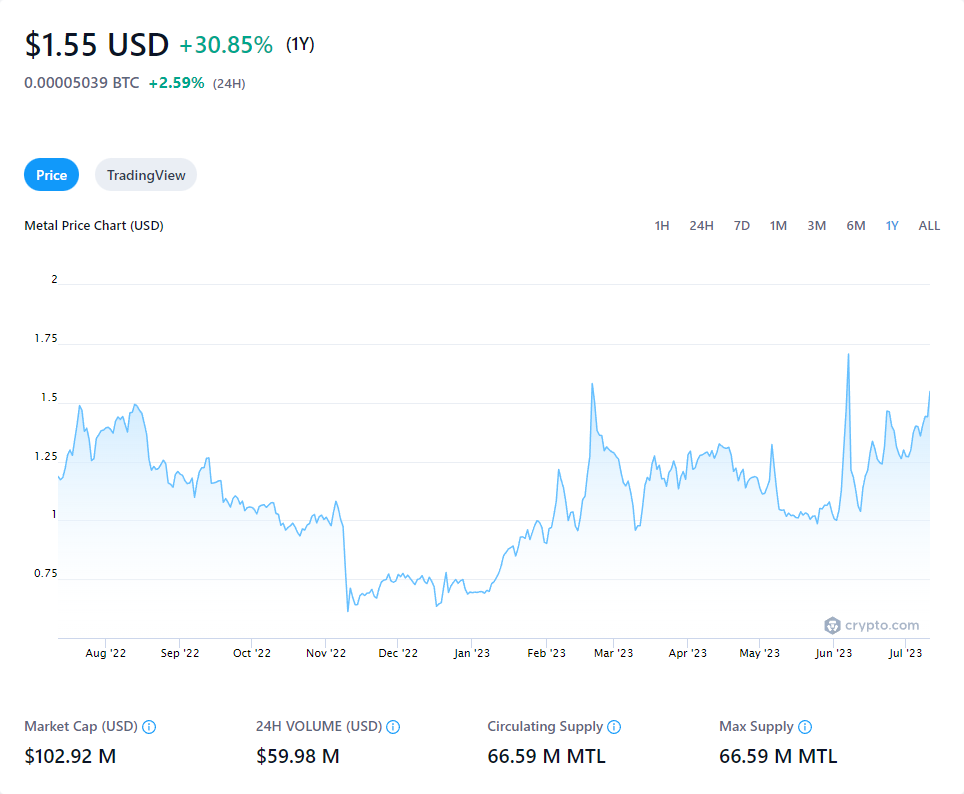 $1.55 USD +30.85% (1Y)
0.00005039 BTC +2.59% (24H)
Price TradingView
Metal Price Chart (USD) 1H 24H 7D 1M 3M 6M 1Y ALL
2
1.75
1.5
1.25
1
0.75
crypto.com
Aug '22 Sep '22 Oct '22 Nov '22 Dec '22 Jan '23 Feb '23 Mar '23 Apr '23 May '23 Jun '23 Jul '23
Market Cap (USD) 24H VOLUME (USD) Circulating Supply Max Supply
$102.92 M $59.98 M 66.59 M MTL 66.59 M MTL